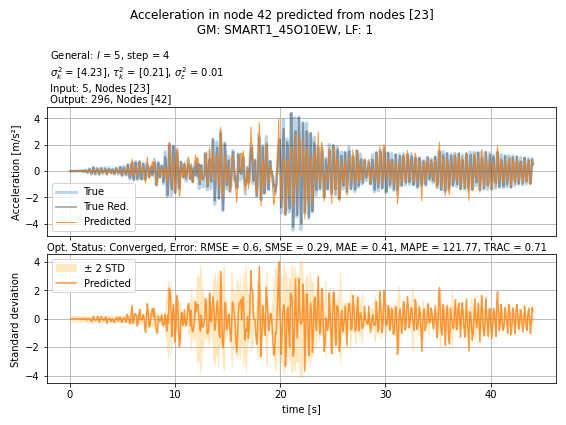 Acceleration in node 42 predicted from nodes [23]
GM: SMART1_45O10EW, LF: 1
General: l = 5, step = 4
σ²ₖ = [4.23], τ²ₖ = [0.21], σ²ε = 0.01
Input: 5, Nodes [23]
Output: 296, Nodes [42]
Acceleration [m/s²]
4
2
0
−2
−4
True
True Red.
Predicted
Opt. Status: Converged, Error: RMSE = 0.6, SMSE = 0.29, MAE = 0.41, MAPE = 121.77, TRAC = 0.71
Standard deviation
4
2
0
−2
−4
± 2 STD
Predicted
0 10 20 30 40
time [s]